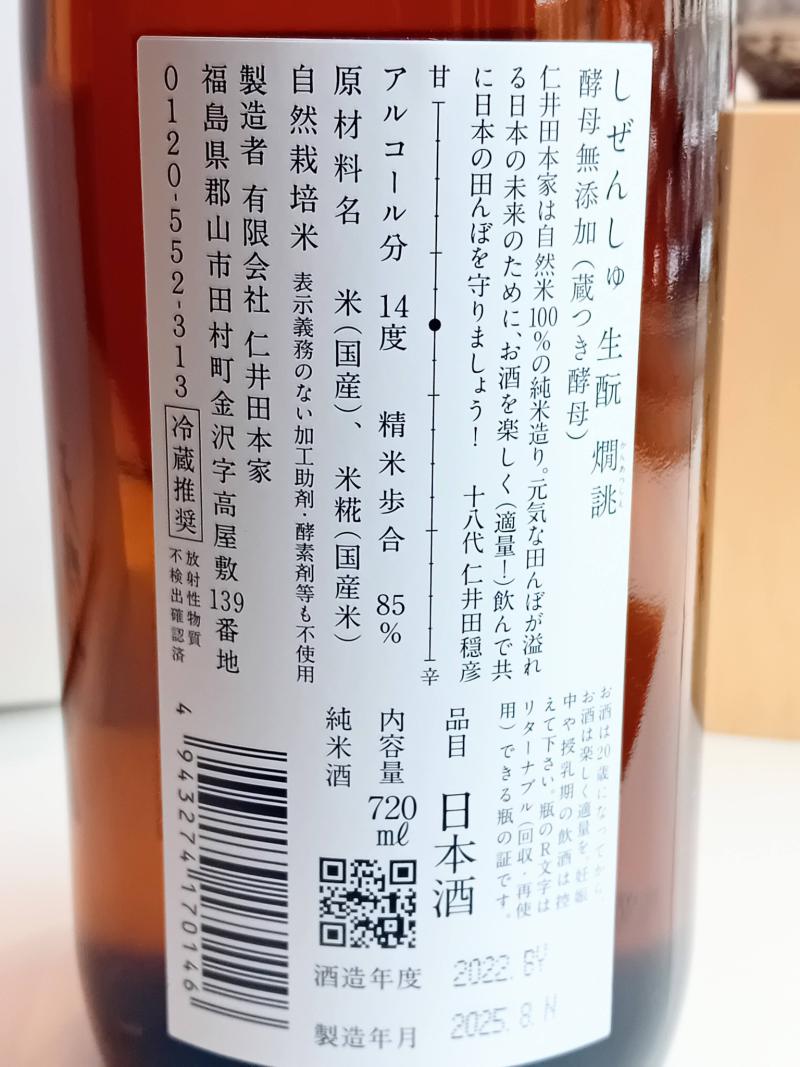 しぜんしゅ 生酛 燗誂
かんあつらえ
酵母無添加(蔵つき酵母)
仁井田本家は自然米100%の純米造り。元気な田んぼが溢れ
る日本の未来のために、お酒を楽しく(適量!)飲んで共
に日本の田んぼを守りましょう! 十八代 仁井田穏彦
甘 辛
アルコール分 14度 精米歩合 85%
原材料名 米(国産)、米糀(国産米)
自然栽培米 表示義務のない加工助剤・酵素剤等も不使用
製造者 有限会社 仁井田本家
福島県郡山市田村町金沢字高屋敷139番地
0120-552-313 冷蔵推奨
放射性物質
不検出確認済
お酒は20歳になってから。
お酒は楽しく適量を。妊娠
中や授乳期の飲酒は控
えて下さい。瓶のR文字は
リターナブル(回収・再使
用)できる瓶の証です。
品目 日本酒
内容量 720ml
純米酒
酒造年度 2022.BY
製造年月 2025.8.N
4943274170146